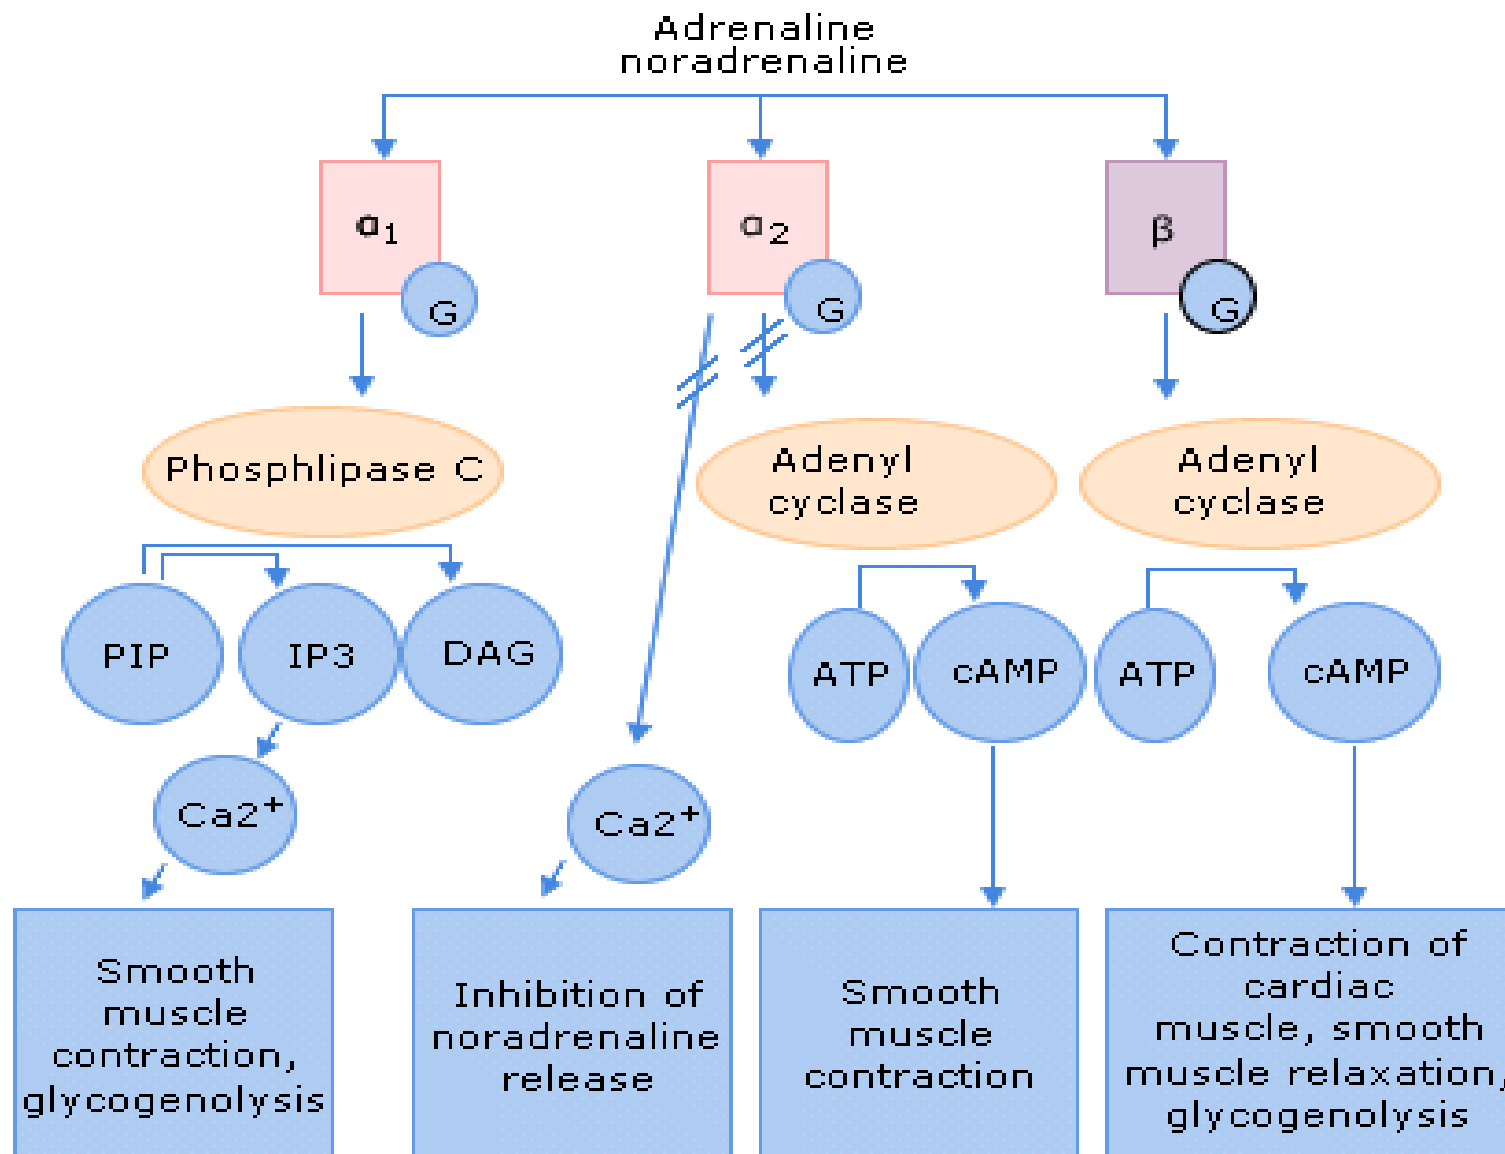 Adrenaline
noradrenaline
α₁
G
α₂
G
β
G
Phosphlipase C
Adenyl
cyclase
Adenyl
cyclase
PIP
IP3
DAG
ATP
cAMP
ATP
cAMP
Ca2⁺
Ca2⁺
Smooth
muscle
contraction,
glycogenolysis
Inhibition of
noradrenaline
release
Smooth
muscle
contraction
Contraction of
cardiac
muscle, smooth
muscle relaxation,
glycogenolysis